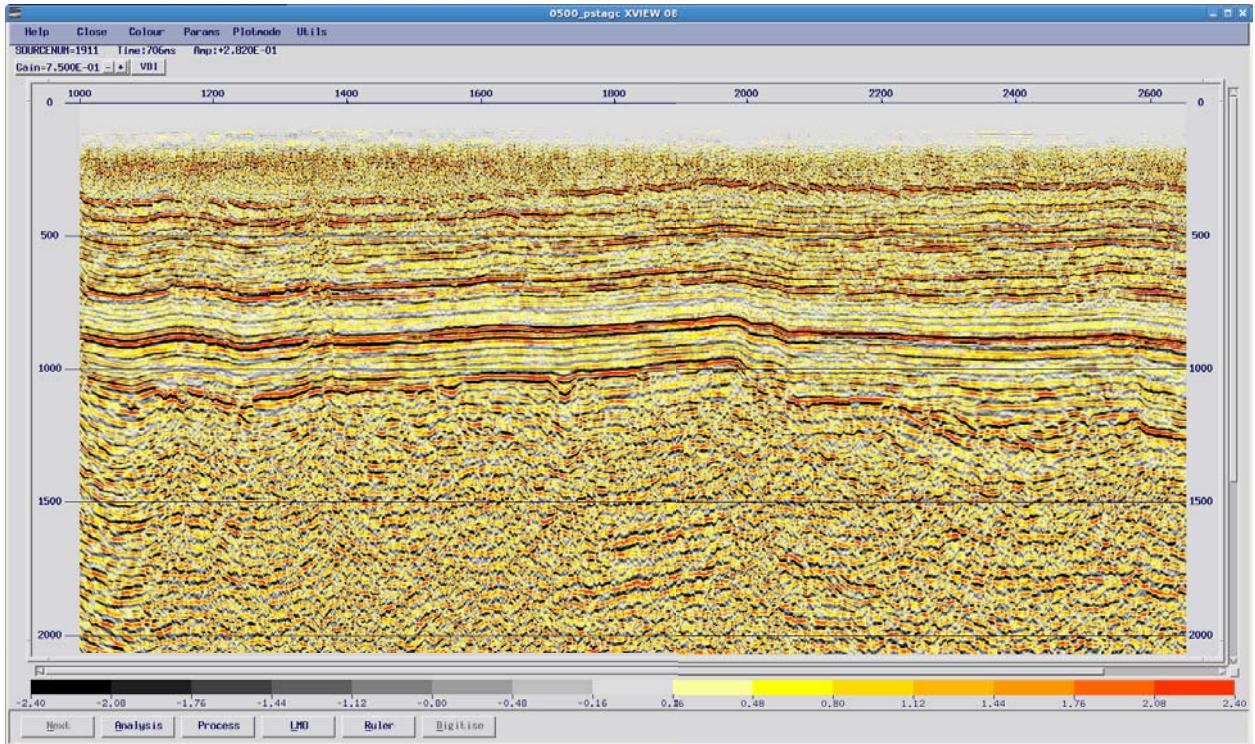 0500_pstagc XVIEW 08
Help Close Colour Params Plotmode Utils
SOURCENUM=1911 Time:706ms Amp:+2.820E-01
Gain=7.500E-01 - + VDI
1000 1200 1400 1600 1800 2000 2200 2400 2600
0 0
500 500
1000 1000
1500 1500
2000 2000
-2.40 -2.08 -1.76 -1.44 -1.12 -0.80 -0.48 -0.16 0.16 0.48 0.80 1.12 1.44 1.76 2.08 2.40
Next Analysis Process LMO Ruler Digitise